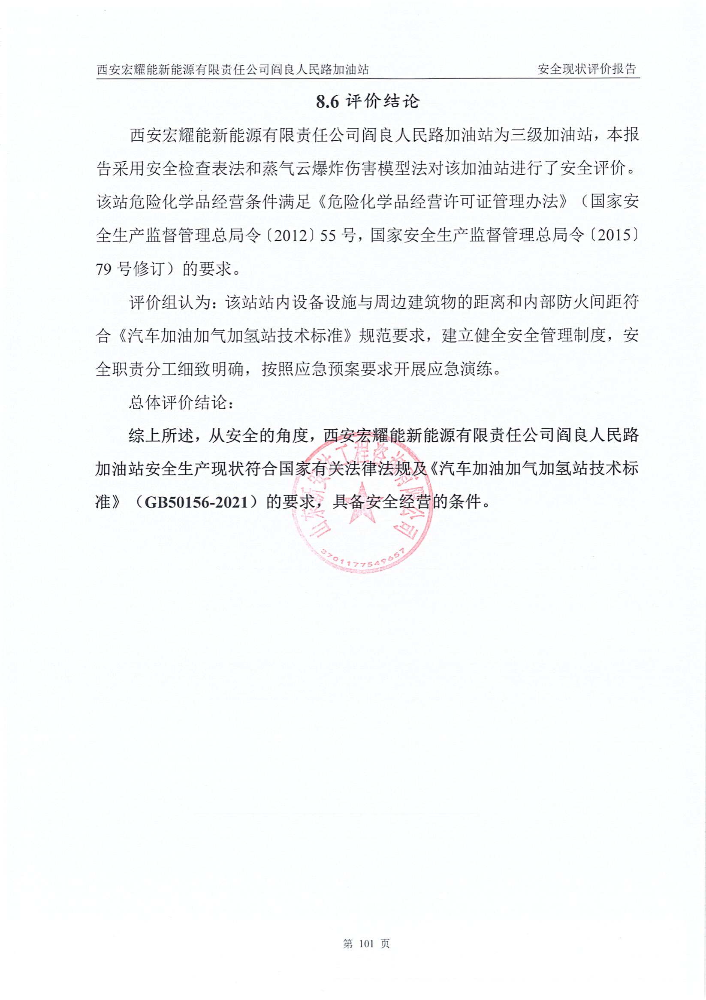 西安宏耀能新能源有限责任公司阎良人民路加油站 安全现状评价报告
8.6 评价结论
西安宏耀能新能源有限责任公司阎良人民路加油站为三级加油站，本报
告采用安全检查表法和蒸气云爆炸伤害模型法对该加油站进行了安全评价。
该站危险化学品经营条件满足《危险化学品经营许可证管理办法》（国家安
全生产监督管理总局令〔2012〕55 号，国家安全生产监督管理总局令〔2015〕
79 号修订）的要求。
评价组认为：该站站内设备设施与周边建筑物的距离和内部防火间距符
合《汽车加油加气加氢站技术标准》规范要求，建立健全安全管理制度，安
全职责分工细致明确，按照应急预案要求开展应急演练。
总体评价结论：
综上所述，从安全的角度，西安宏耀能新能源有限责任公司阎良人民路
加油站安全生产现状符合国家有关法律法规及《汽车加油加气加氢站技术标
准》（GB50156-2021）的要求，具备安全经营的条件。
山东新安达工程咨询有限公司
3701177549657
第 101 页